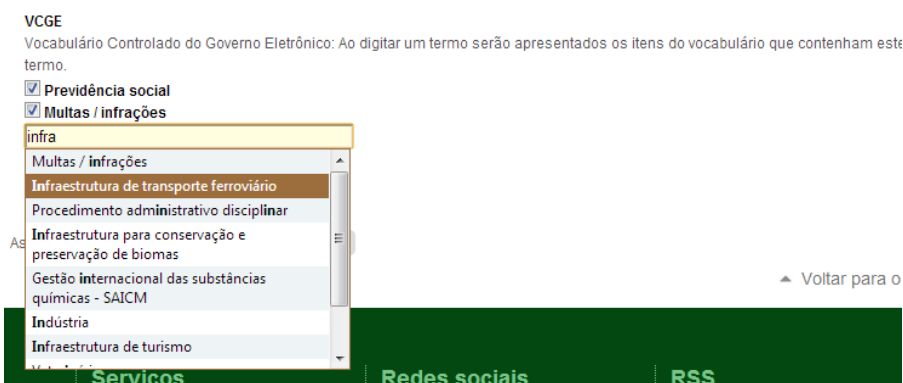 VCGE
Vocabulário Controlado do Governo Eletrônico: Ao digitar um termo serão apresentados os itens do vocabulário que contenham este
termo.
Previdência social
Multas / infrações
infra
Multas / infrações
Infraestrutura de transporte ferroviário
Procedimento administrativo disciplinar
Infraestrutura para conservação e
preservação de biomas
As
Gestão internacional das substâncias
químicas - SAICM
Voltar para o
Indústria
Infraestrutura de turismo
Serviços Redes sociais RSS